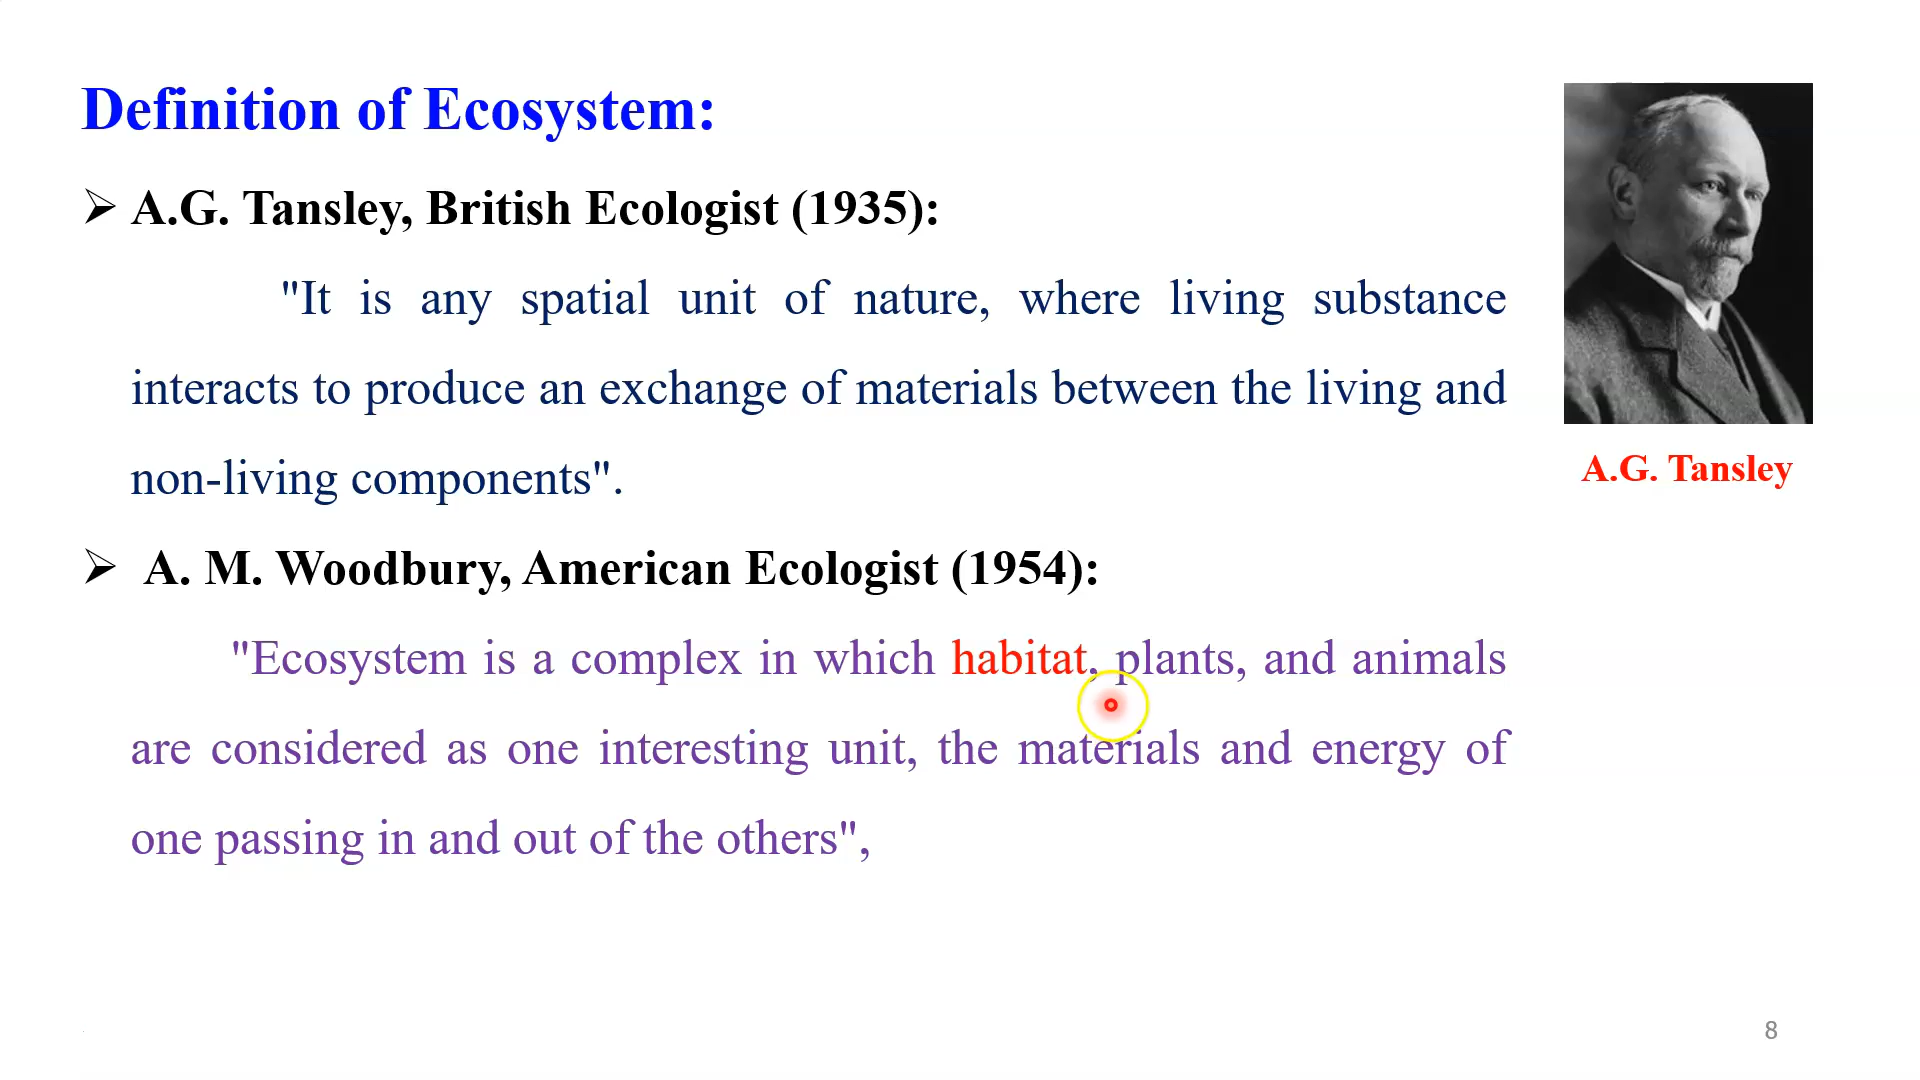 Definition of Ecosystem:
➢ A.G. Tansley, British Ecologist (1935):
"It is any spatial unit of nature, where living substance
interacts to produce an exchange of materials between the living and
non-living components".
A.G. Tansley
➢ A. M. Woodbury, American Ecologist (1954):
"Ecosystem is a complex in which habitat, plants, and animals
are considered as one interesting unit, the materials and energy of
one passing in and out of the others",
8